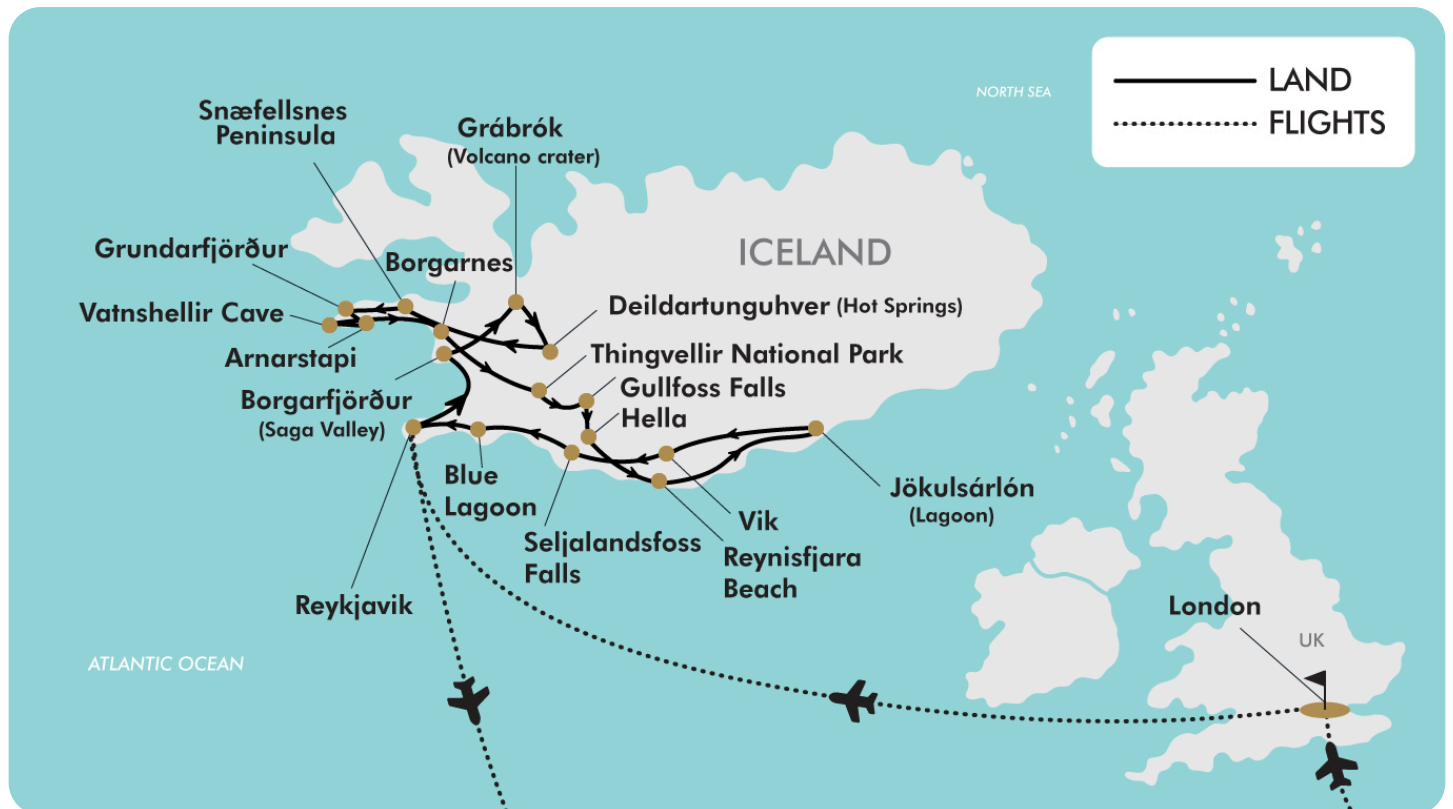 NORTH SEA
LAND
FLIGHTS
Snæfellsnes
Peninsula
Grábrók
(Volcano crater)
Grundarfjörður
Borgarnes
ICELAND
Vatnshellir Cave
Deildartunguhver (Hot Springs)
Arnarstapi
Thingvellir National Park
Gullfoss Falls
Borgarfjörður
(Saga Valley)
Hella
Blue
Lagoon
Jökulsárlón
(Lagoon)
Vik
Seljalandsfoss
Falls
Reynisfjara
Beach
Reykjavik
London
UK
ATLANTIC OCEAN